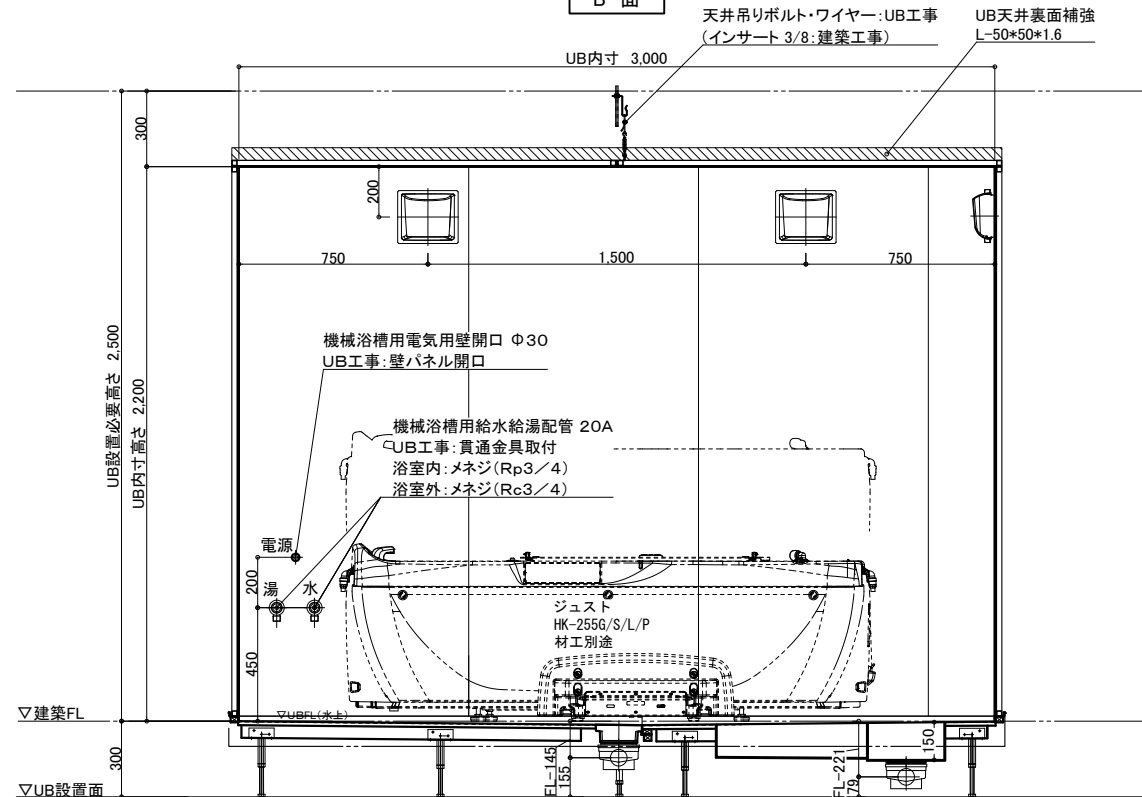 B 面
天井吊りボルト・ワイヤー:UB工事
(インサート 3/8:建築工事)
UB天井裏面補強
L-50*50*1.6
UB内寸 3,000
300
200
750
1,500
750
UB設置必要高さ 2,500
UB内寸高さ 2,200
機械浴槽用電気用壁開口 Φ30
UB工事:壁パネル開口
機械浴槽用給水給湯配管 20A
UB工事:貫通金具取付
浴室内:メネジ(Rp3/4)
浴室外:メネジ(Rc3/4)
電源
200
湯 水
ジュスト
HK-255G/S/L/P
材工別途
450
▽建築FL
▽UBFL(水上)
300
FL-145
155
FL-221
79
150
▽UB設置面